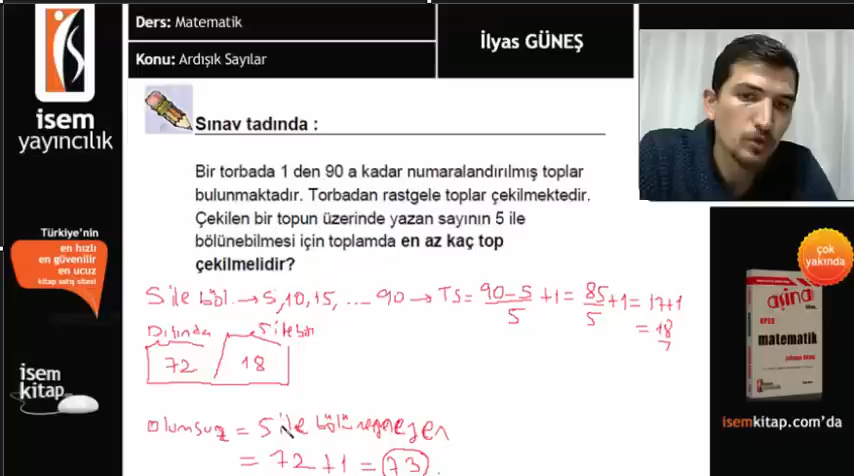 Ders: Matematik
Konu: Ardışık Sayılar
İlyas GÜNEŞ
isem
yayıncılık
Sınav tadında :
Bir torbada 1 den 90 a kadar numaralandırılmış toplar
bulunmaktadır. Torbadan rastgele toplar çekilmektedir.
Çekilen bir topun üzerinde yazan sayının 5 ile
bölünebilmesi için toplamda en az kaç top
çekilmelidir?
5 ile böl. → 5, 10, 15, .... 90 → TS = 90-5/5 + 1 = 85/5 + 1 = 17+1
= 18
Dışında 5 ile böl
72 18
Olumsuz = 5 ile bölünemeyen
= 72 + 1 = 73
Türkiye'nin
en hızlı
en güvenilir
en ucuz
kitap satış sitesi
isem
kitap
çok
yakında
aşina
KPSS
matematik
isemkitap.com'da